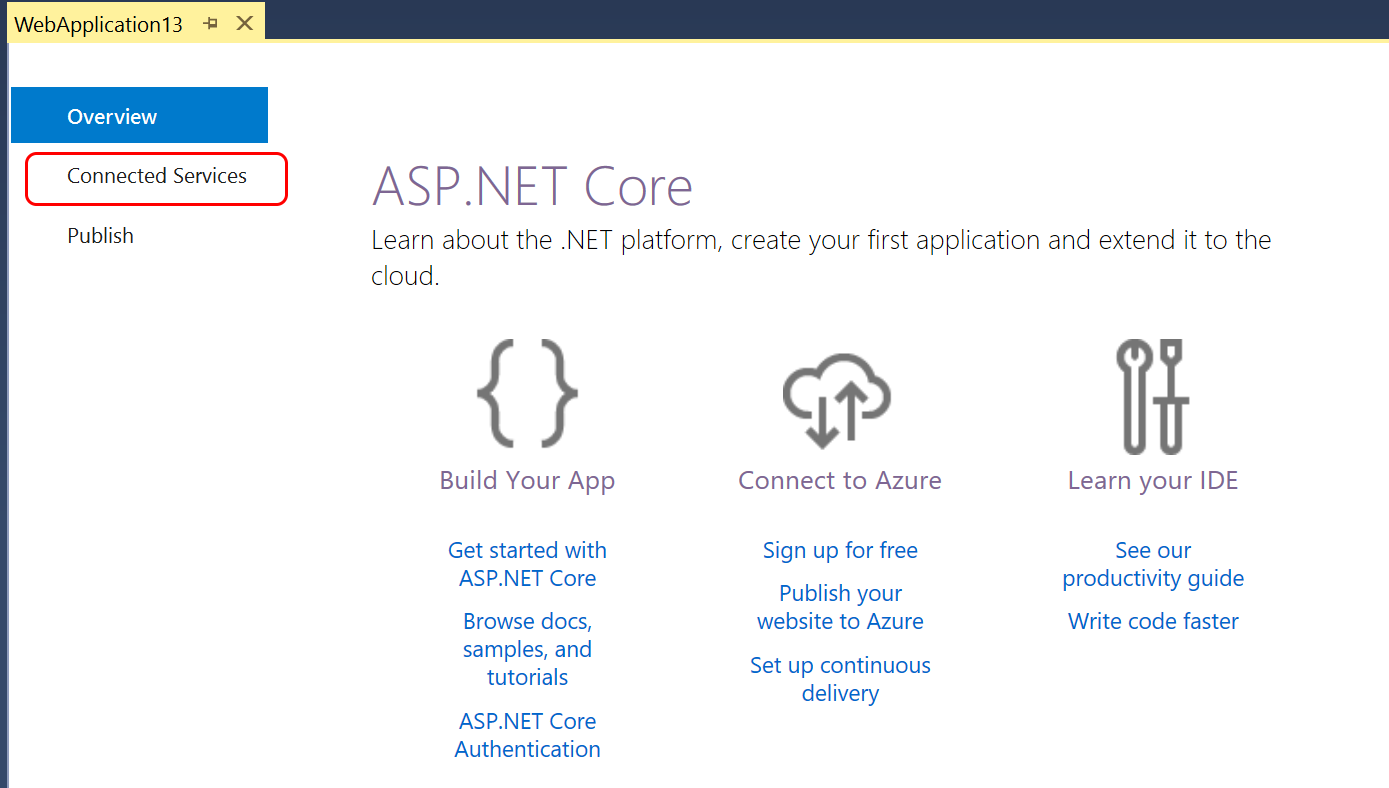 WebApplication13
Overview
Connected Services
Publish
ASP.NET Core
Learn about the .NET platform, create your first application and extend it to the
cloud.
Build Your App
Get started with
ASP.NET Core
Browse docs,
samples, and
tutorials
ASP.NET Core
Authentication
Connect to Azure
Sign up for free
Publish your
website to Azure
Set up continuous
delivery
Learn your IDE
See our
productivity guide
Write code faster